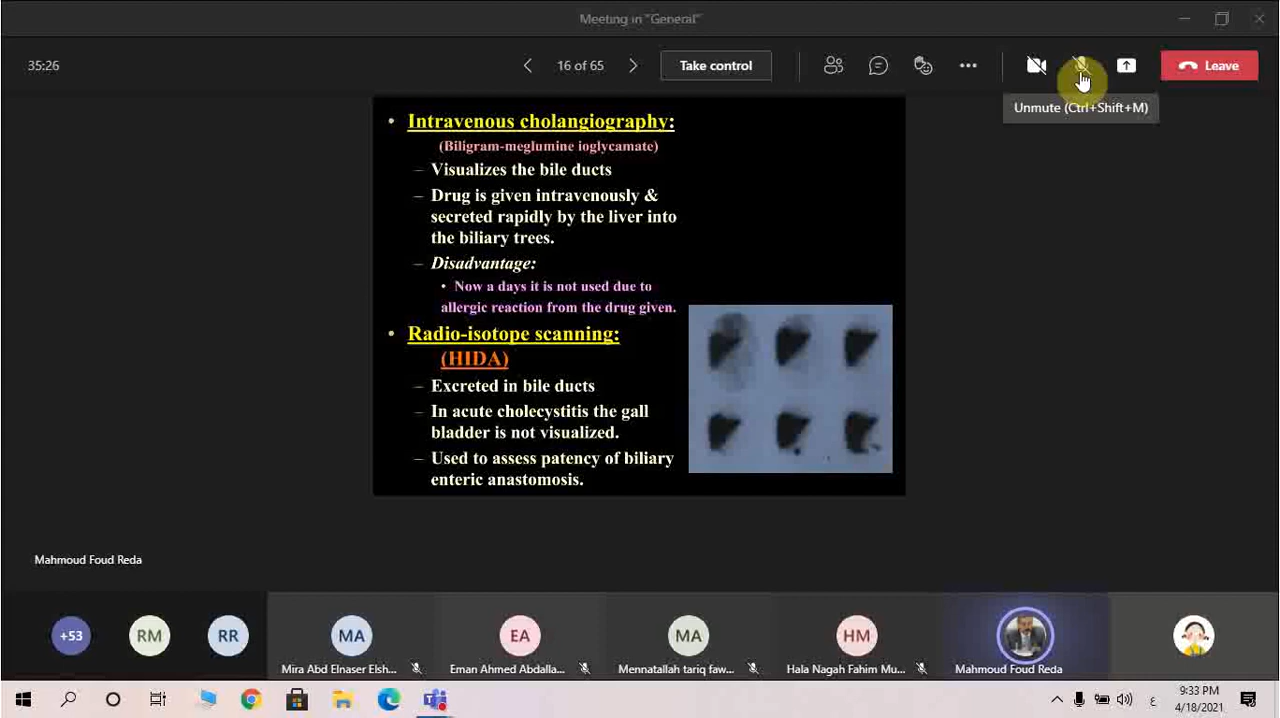 Meeting in "General"
35:26
16 of 65
Take control
Leave
Unmute (Ctrl+Shift+M)
• Intravenous cholangiography:
(Biligram-meglumine ioglycamate)
– Visualizes the bile ducts
– Drug is given intravenously &
secreted rapidly by the liver into
the biliary trees.
– Disadvantage:
• Now a days it is not used due to
allergic reaction from the drug given.
• Radio-isotope scanning:
(HIDA)
– Excreted in bile ducts
– In acute cholecystitis the gall
bladder is not visualized.
– Used to assess patency of biliary
enteric anastomosis.
Mahmoud Foud Reda
+53
RM
RR
MA
EA
MA
HM
Mira Abd Elnaser Elsh...
Eman Ahmed Abdalla...
Mennatallah tariq faw...
Hala Nagah Fahim Mu...
Mahmoud Foud Reda
ع
9:33 PM
4/18/2021